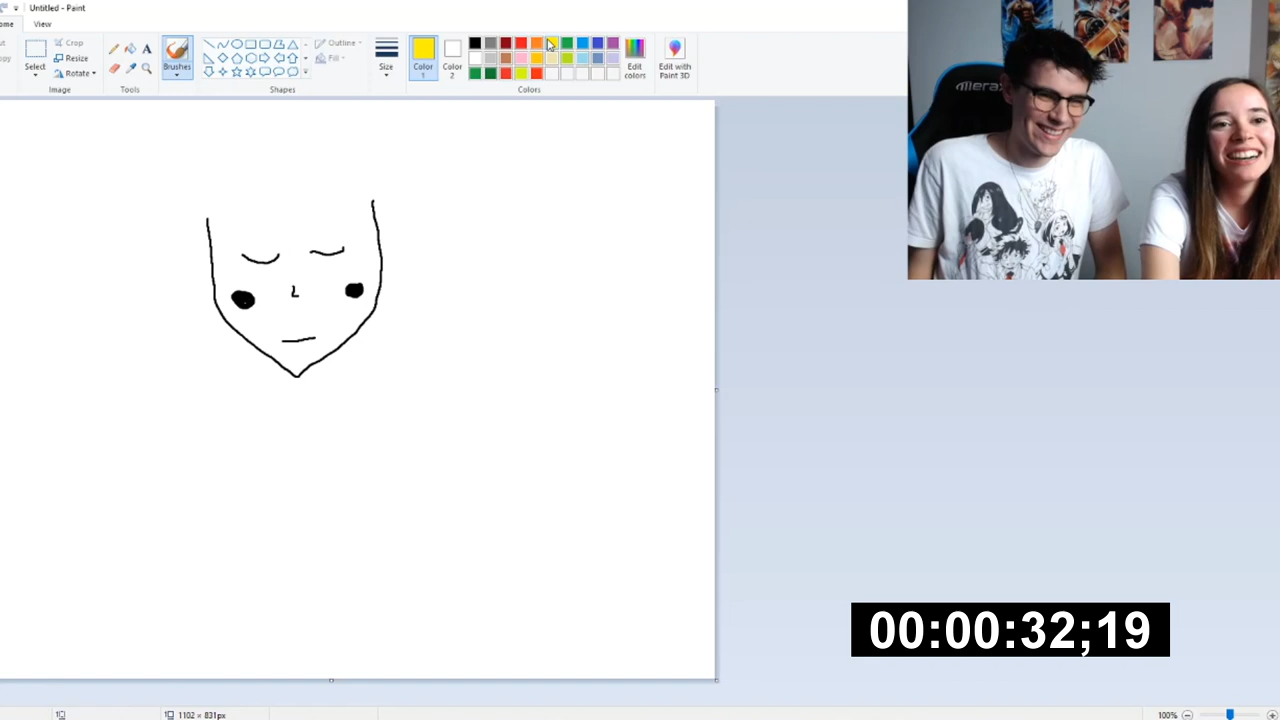 Untitled - Paint
View
Crop
Resize
Rotate
Select
Image
Tools
Brushes
Shapes
Outline
Fill
Size
Color 1
Color 2
Colors
Edit colors
Edit with Paint 3D
00:00:32;19
1102 × 831px
100%